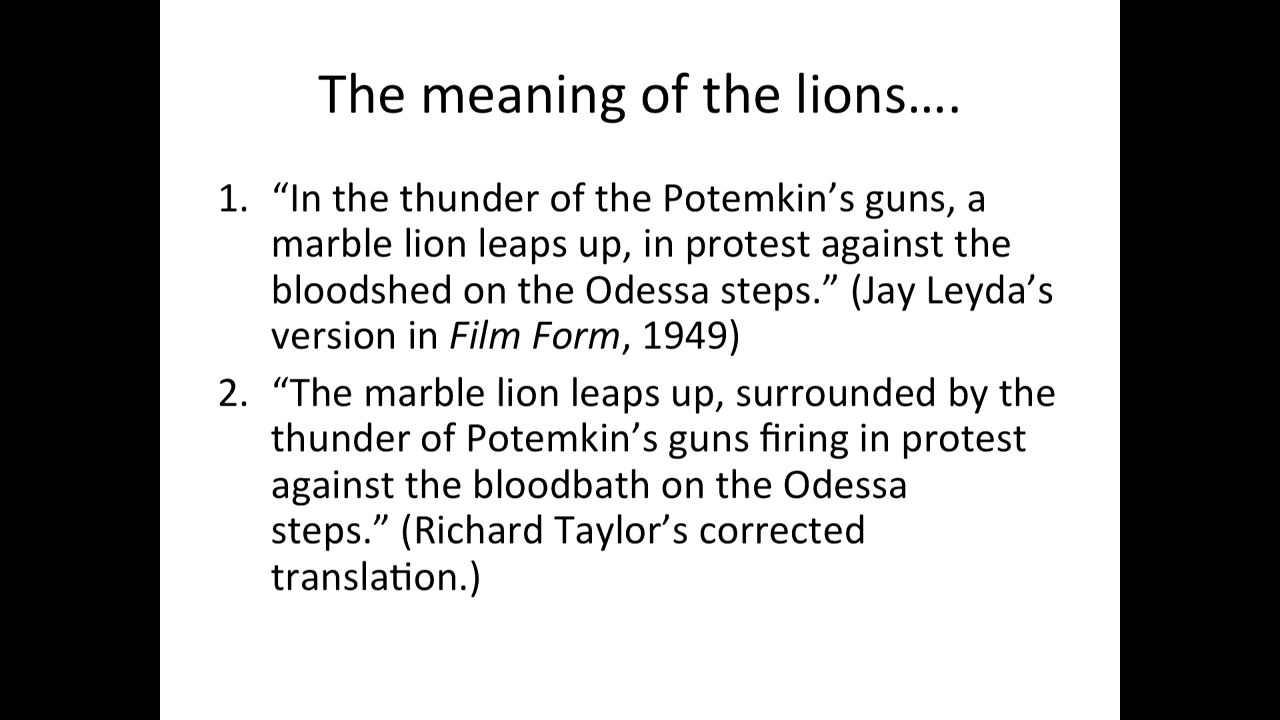 The meaning of the lions….
1. “In the thunder of the Potemkin’s guns, a
marble lion leaps up, in protest against the
bloodshed on the Odessa steps.” (Jay Leyda’s
version in Film Form, 1949)
2. “The marble lion leaps up, surrounded by the
thunder of Potemkin’s guns firing in protest
against the bloodbath on the Odessa
steps.” (Richard Taylor’s corrected
translation.)